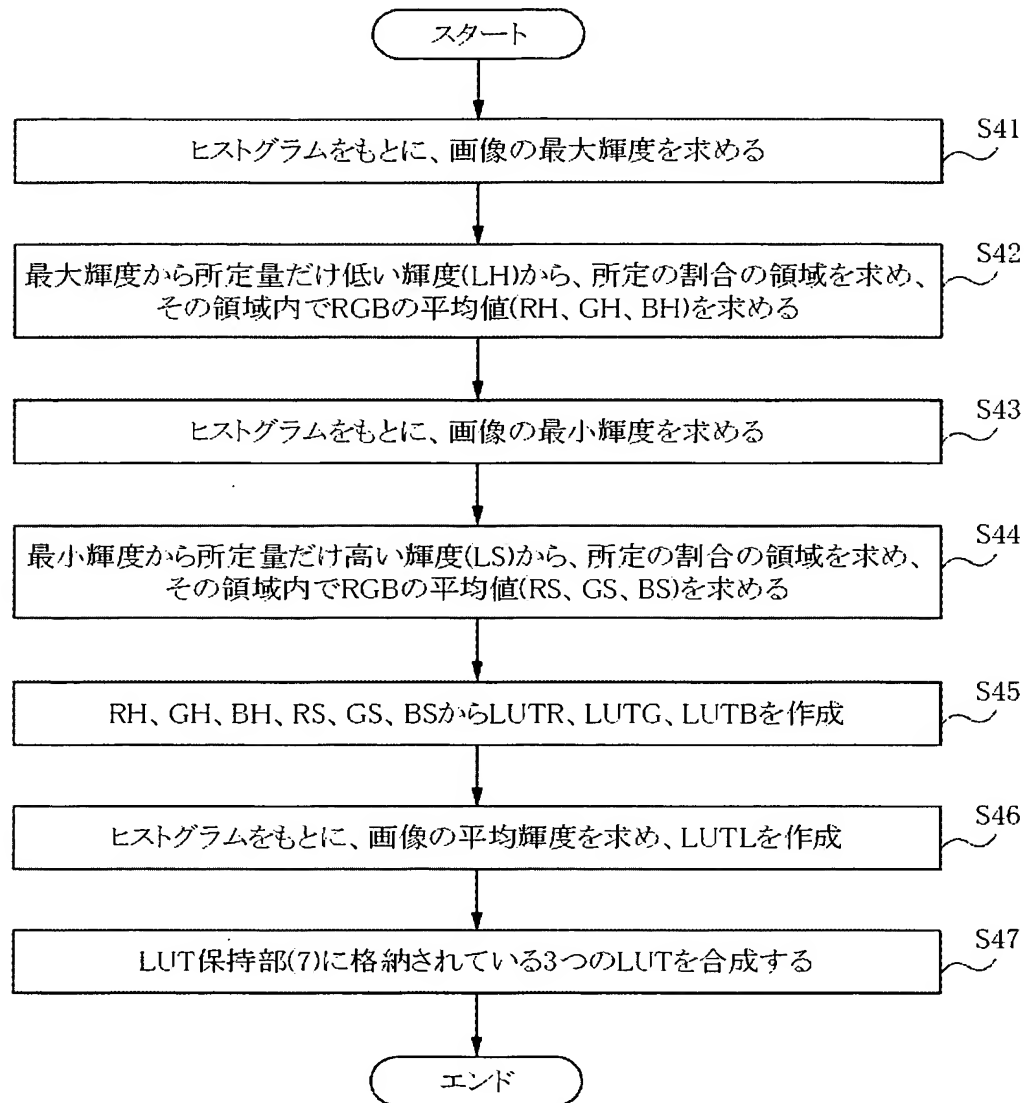 スタート
S41
ヒストグラムをもとに、画像の最大輝度を求める
S42
最大輝度から所定量だけ低い輝度(LH)から、所定の割合の領域を求め、
その領域内でRGBの平均値(RH、GH、BH)を求める
S43
ヒストグラムをもとに、画像の最小輝度を求める
S44
最小輝度から所定量だけ高い輝度(LS)から、所定の割合の領域を求め、
その領域内でRGBの平均値(RS、GS、BS)を求める
S45
RH、GH、BH、RS、GS、BSからLUTR、LUTG、LUTBを作成
S46
ヒストグラムをもとに、画像の平均輝度を求め、LUTLを作成
S47
LUT保持部(7)に格納されている3つのLUTを合成する
エンド